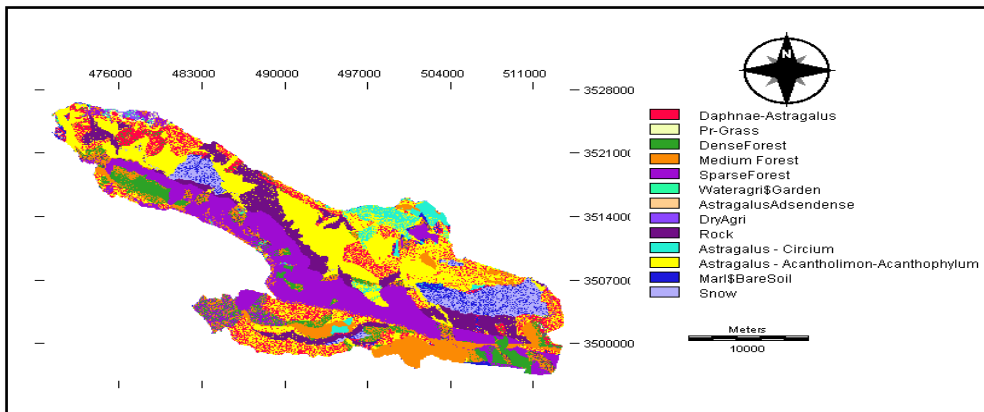 N
476000 483000 490000 497000 504000 511000
3528000
3521000
3514000
3507000
3500000
Daphnae-Astragalus
Pr-Grass
DenseForest
Medium Forest
SparseForest
Wateragri$Garden
AstragalusAdsendense
DryAgri
Rock
Astragalus - Circium
Astragalus - Acantholimon-Acanthophylum
Marl$BareSoil
Snow
Meters
10000